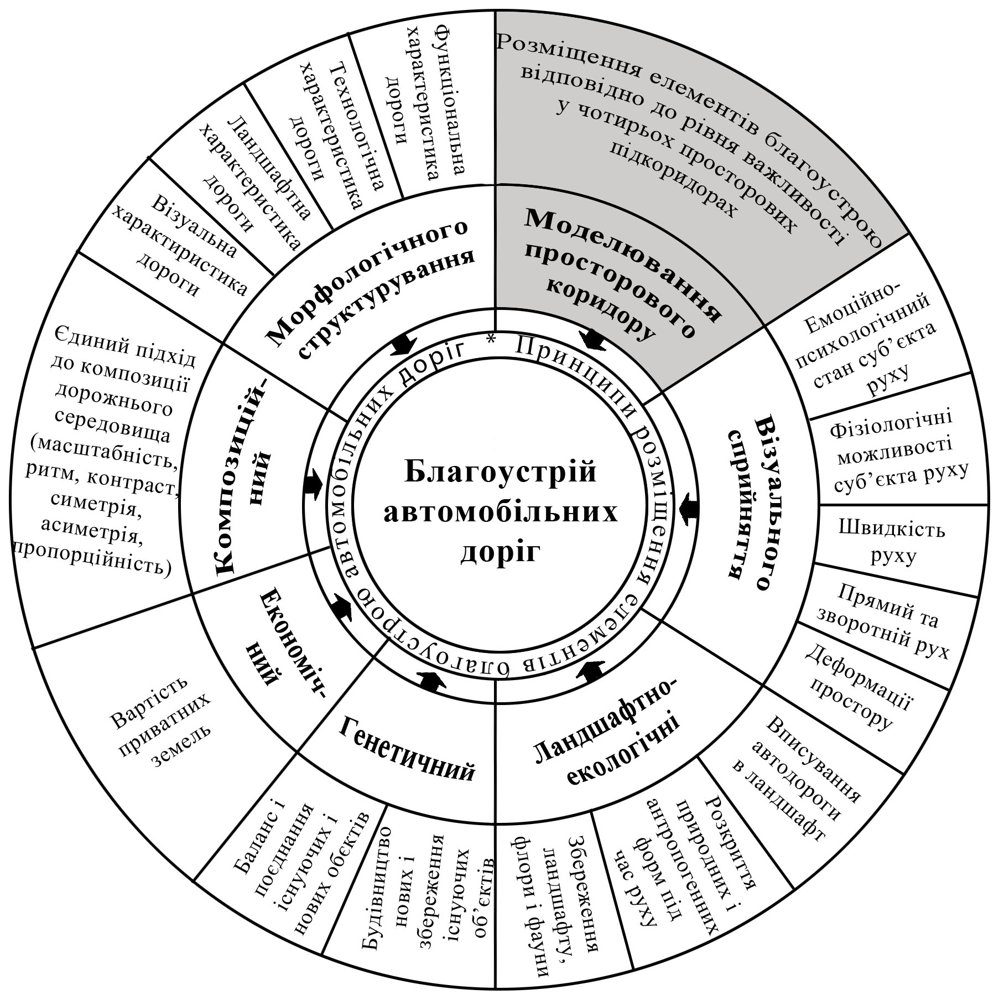 Благоустрій
автомобільних
доріг
* Принципи розміщення елементів благоустрою автомобільних доріг
Моделювання
просторового
коридору
Розміщення елементів благоустрою
відповідно до рівня важливості
у чотирьох просторових
підкоридорах
Візуального
сприйняття
Емоційно-
психологічний
стан суб’єкта
руху
Фізіологічні
можливості
суб’єкта руху
Швидкість
руху
Прямий та
зворотній рух
Деформації
простору
Ландшафтно-
екологічні
Вписування
автодороги
в ландшафт
Розкриття
природних і
антропогенних
форм під
час руху
Збереження
ландшафту,
флори і фауни
Генетичний
Будівництво
нових і
збереження
існуючих
об’єктів
Баланс і
поєднання
існуючих і
нових обєктів
Економіч-
ний
Вартість
приватних
земель
Композицій-
ний
Єдиний підхід
до композиції
дорожнього
середовища
(масштабність,
ритм, контраст,
симетрія,
асиметрія,
пропорційність)
Морфологічного
структурування
Візуальна
характиристика
дороги
Ландшафтна
характеристика
дороги
Технологічна
характеристика
дороги
Функціональна
характеристика
дороги